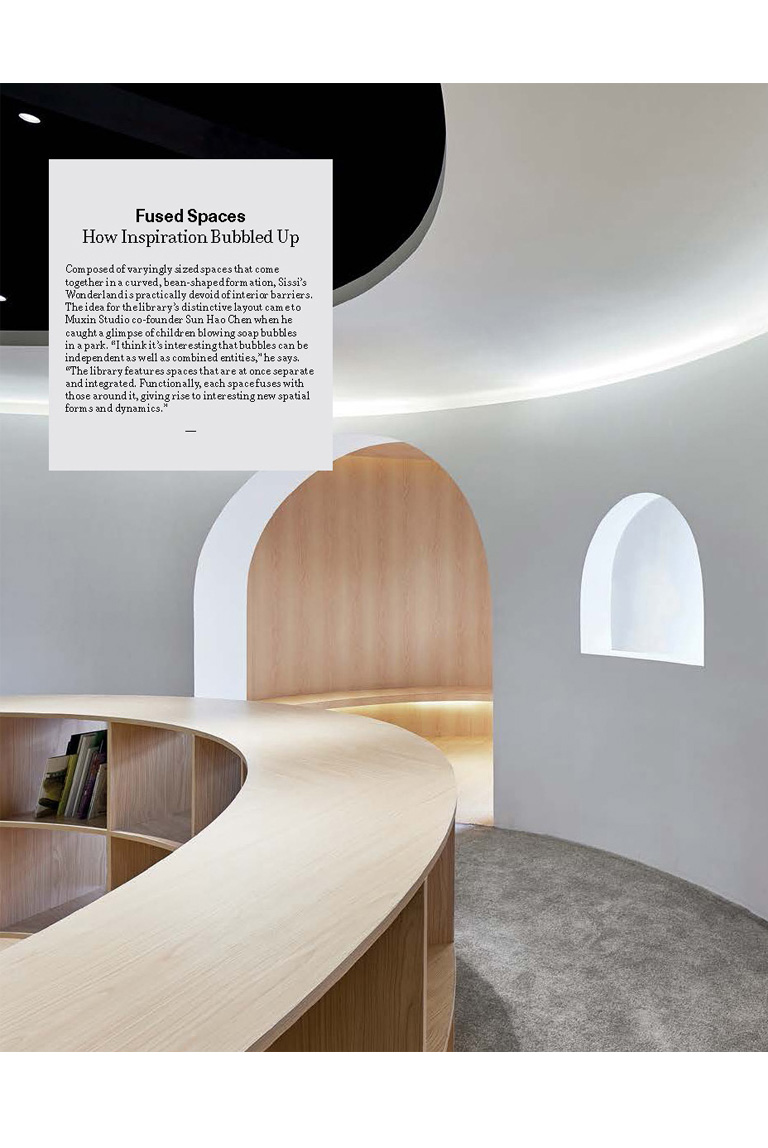 Fused Spaces
How Inspiration Bubbled Up
Composed of varyingly sized spaces that come
together in a curved, bean-shaped formation, Sissi’s
Wonderland is practically devoid of interior barriers.
The idea for the library’s distinctive layout came to
Muxin Studio co-founder Sun Hao Chen when he
caught a glimpse of children blowing soap bubbles
in a park. “I think it’s interesting that bubbles can be
independent as well as combined entities,” he says.
“The library features spaces that are at once separate
and integrated. Functionally, each space fuses with
those around it, giving rise to interesting new spatial
forms and dynamics.”
—